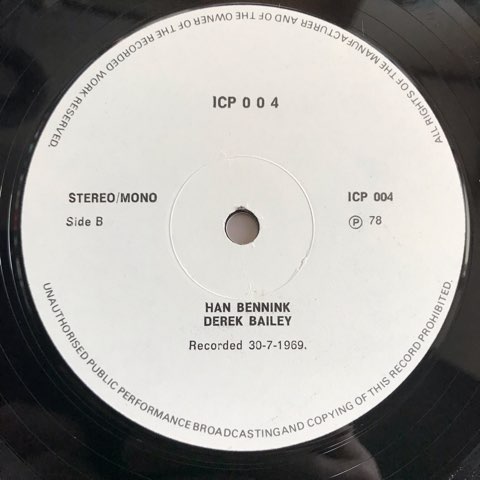 ALL RIGHTS OF THE MANUFACTURER AND OF THE OWNER OF THE RECORDED WORK RESERVED.
ICP 0 0 4
STEREO/MONO
Side B
ICP 004
Ⓟ 78
HAN BENNINK
DEREK BAILEY
Recorded 30-7-1969.
UNAUTHORISED PUBLIC PERFORMANCE BROADCASTING AND COPYING OF THIS RECORD PROHIBITED.